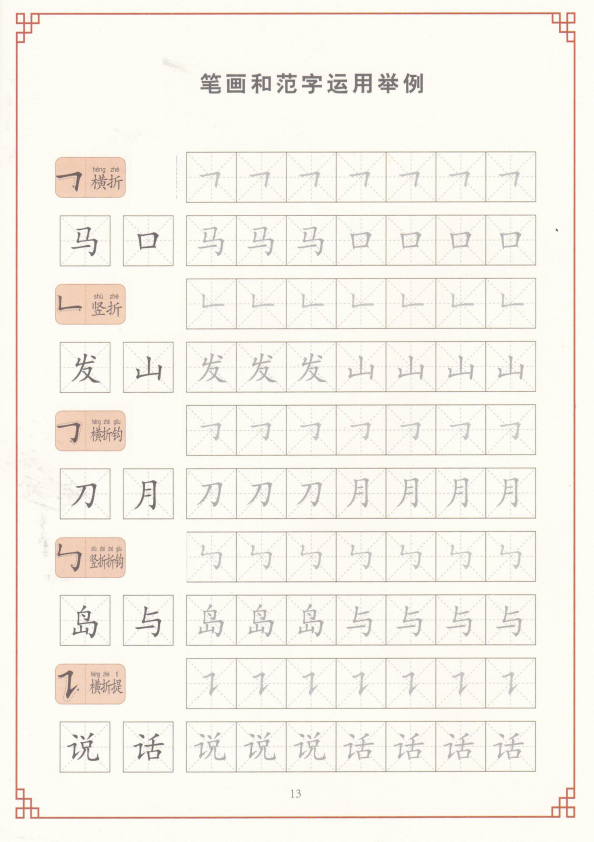 笔画和范字运用举例
héng zhé
㇕ 横折 ㇕ ㇕ ㇕ ㇕ ㇕ ㇕ ㇕
马 口 马 马 马 口 口 口 口
shù zhé
㇗ 竖折 ㇗ ㇗ ㇗ ㇗ ㇗ ㇗ ㇗
发 山 发 发 发 山 山 山 山
héng zhé gōu
㇆ 横折钩 ㇆ ㇆ ㇆ ㇆ ㇆ ㇆ ㇆
刀 月 刀 刀 刀 月 月 月 月
shù zhé zhé gōu
㇉ 竖折折钩 ㇉ ㇉ ㇉ ㇉ ㇉ ㇉ ㇉
岛 与 岛 岛 岛 与 与 与 与
héng zhé tí
㇊ 横折提 ㇊ ㇊ ㇊ ㇊ ㇊ ㇊ ㇊
说 话 说 说 说 话 话 话 话
13